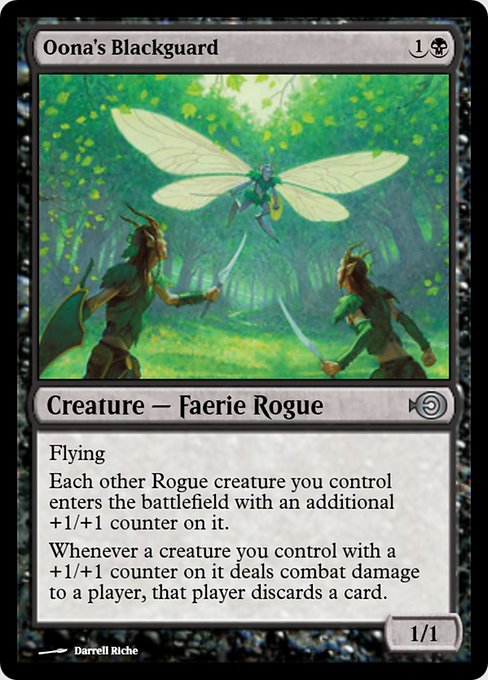 Oona's Blackguard
1
Creature — Faerie Rogue
Flying
Each other Rogue creature you control
enters the battlefield with an additional
+1/+1 counter on it.
Whenever a creature you control with a
+1/+1 counter on it deals combat damage
to a player, that player discards a card.
1/1
Darrell Riche